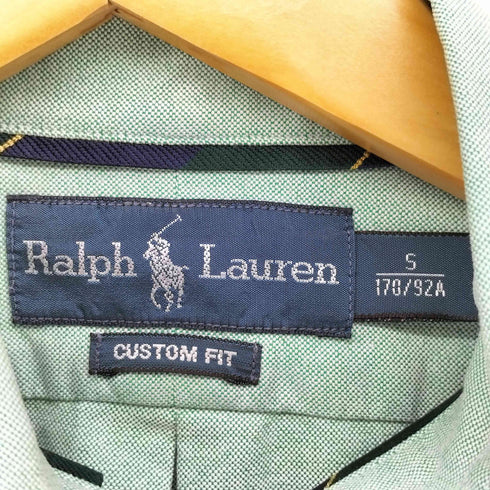 Ralph Lauren
S
170/92A
CUSTOM FIT